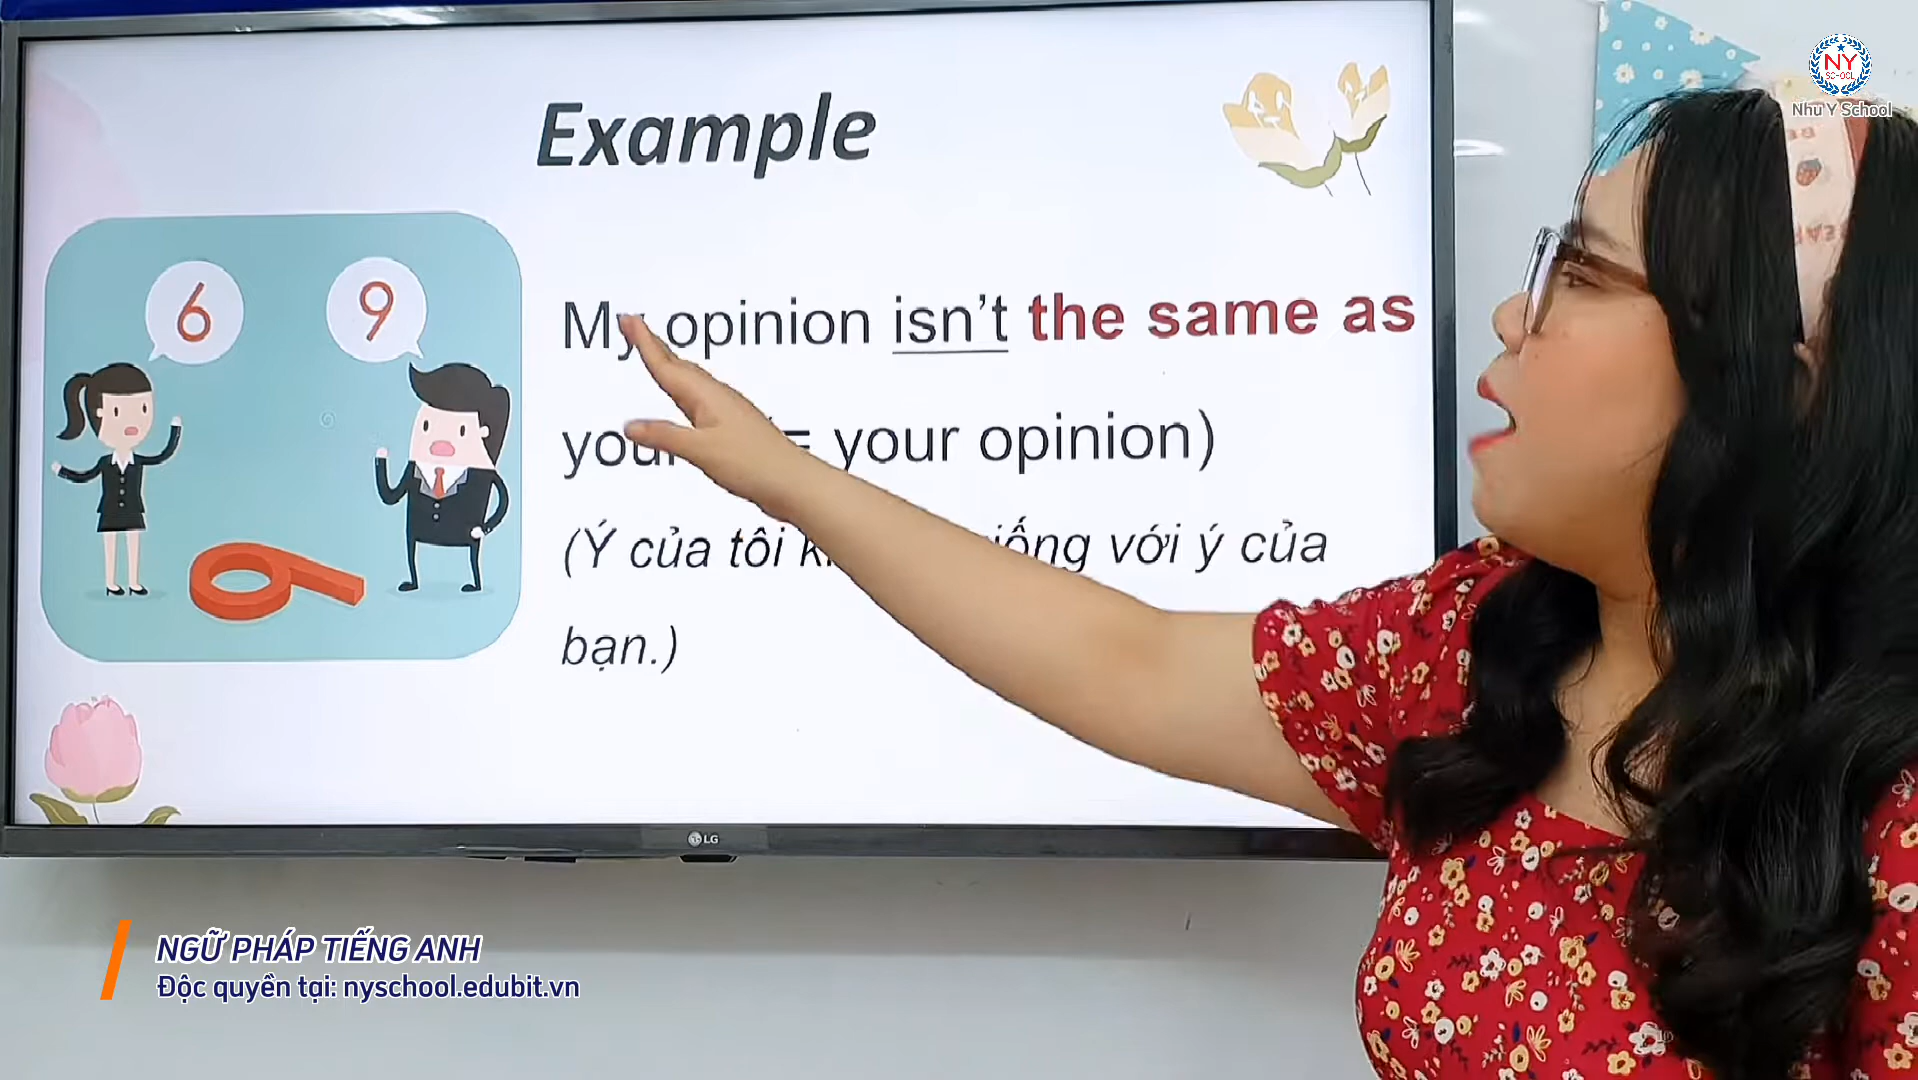 Example
6
9
My opinion isn't the same as
= your opinion)
(Ý của tôi giống với ý của
bạn.)
LG
NY
Như Ý School
NGỮ PHÁP TIẾNG ANH
Độc quyền tại: nyschool.edubit.vn